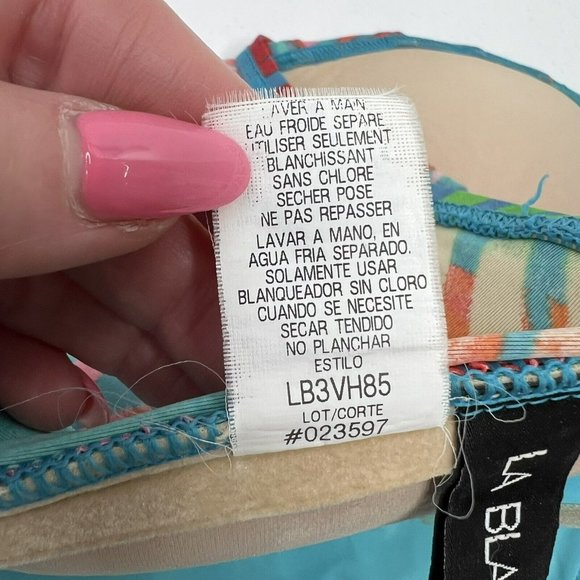 LAVER A MAIN
EAU FROIDE SEPARE
UTILISER SEULEMENT
BLANCHISSANT
SANS CHLORE
SECHER POSE
NE PAS REPASSER
LAVAR A MANO, EN
AGUA FRIA SEPARADO.
SOLAMENTE USAR
BLANQUEADOR SIN CLORO
CUANDO SE NECESITE
SECAR TENDIDO
NO PLANCHAR
ESTILO
LB3VH85
LOT/CORTE
#023597
LA BLA